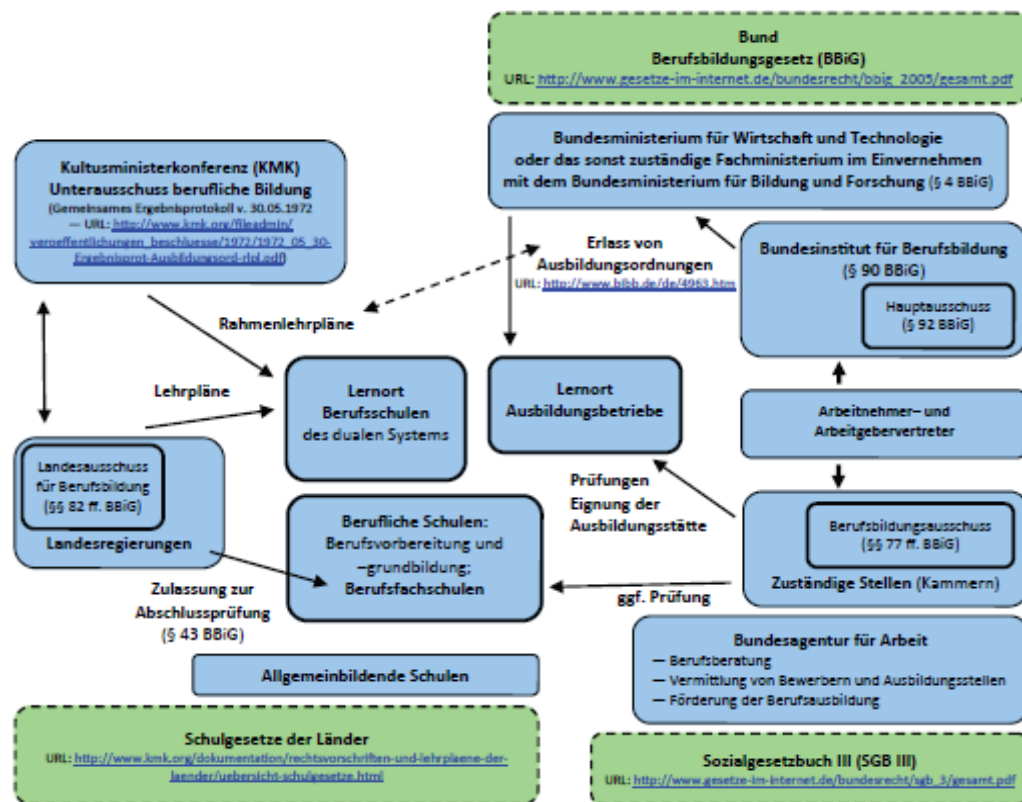 Bund
Berufsbildungsgesetz (BBiG)
URL: http://www.gesetze-im-internet.de/bundesrecht/bbig_2005/gesamt.pdf
Bundesministerium für Wirtschaft und Technologie
oder das sonst zuständige Fachministerium im Einvernehmen
mit dem Bundesministerium für Bildung und Forschung (§ 4 BBiG)
Kultusministerkonferenz (KMK)
Unterausschuss berufliche Bildung
(Gemeinsames Ergebnisprotokoll v. 30.05.1972
— URL: http://www.kmk.org/fileadmin/
veroeffentlichungen_beschluesse/1972/1972_05_30-
Ergebnisprot-Ausbildungsord-rlpl.pdf)
Erlass von
Ausbildungsordnungen
URL: http://www.bibb.de/de/4963.htm
Bundesinstitut für Berufsbildung
(§ 90 BBiG)
Hauptausschuss
(§ 92 BBiG)
Rahmenlehrpläne
Lehrpläne
Lernort
Berufsschulen
des dualen Systems
Lernort
Ausbildungsbetriebe
Arbeitnehmer– und
Arbeitgebervertreter
Landesausschuss
für Berufsbildung
(§§ 82 ff. BBiG)
Landesregierungen
Prüfungen
Eignung der
Ausbildungsstätte
Berufsbildungsausschuss
(§§ 77 ff. BBiG)
Zuständige Stellen (Kammern)
Berufliche Schulen:
Berufsvorbereitung und
–grundbildung;
Berufsfachschulen
Zulassung zur
Abschlussprüfung
(§ 43 BBiG)
ggf. Prüfung
Bundesagentur für Arbeit
— Berufsberatung
— Vermittlung von Bewerbern und Ausbildungsstellen
— Förderung der Berufsausbildung
Allgemeinbildende Schulen
Schulgesetze der Länder
URL: http://www.kmk.org/dokumentation/rechtsvorschriften-und-lehrplaene-der-
laender/uebersicht-schulgesetze.html
Sozialgesetzbuch III (SGB III)
URL: http://www.gesetze-im-internet.de/bundesrecht/sgb_3/gesamt.pdf